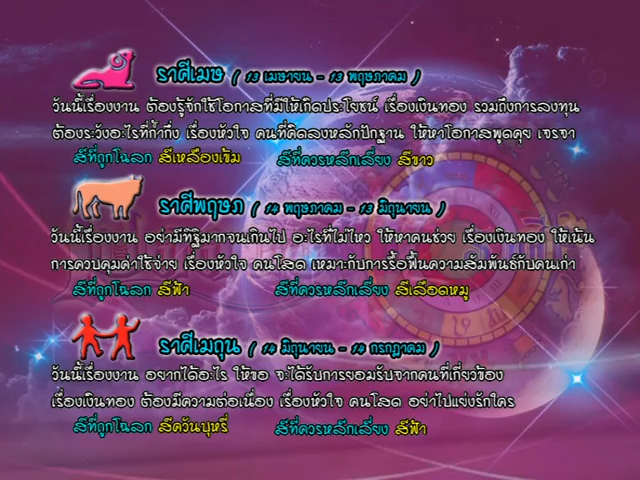 ราศีเมษ ( 13 เมษายน - 13 พฤษภาคม )
วันนี้เรื่องงาน ต้องรู้จักใช้โอกาสที่มีให้เกิดประโยชน์ เรื่องเงินทอง รวมถึงการลงทุน
ต้องระวังอะไรที่ก้ำกึ่ง เรื่องหัวใจ คนที่คิดลงหลักปักฐาน ให้หาโอกาสพูดคุย เจรจา
สีที่ถูกโฉลก สีเหลืองเข้ม สีที่ควรหลีกเลี่ยง สีขาว
ราศีพฤษภ ( 14 พฤษภาคม - 13 มิถุนายน )
วันนี้เรื่องงาน อย่ามีทิฐิมากจนเกินไป อะไรที่ไม่ไหว ให้หาคนช่วย เรื่องเงินทอง ให้เน้น
การควบคุมค่าใช้จ่าย เรื่องหัวใจ คนโสด เหมาะกับการรื้อฟื้นความสัมพันธ์กับคนเก่า
สีที่ถูกโฉลก สีฟ้า สีที่ควรหลีกเลี่ยง สีเลือดหมู
ราศีเมถุน ( 14 มิถุนายน - 14 กรกฎาคม )
วันนี้เรื่องงาน อยากได้อะไร ให้ขอ จะได้รับการยอมรับจากคนที่เกี่ยวข้อง
เรื่องเงินทอง ต้องมีความต่อเนื่อง เรื่องหัวใจ คนโสด อย่าไปแย่งรักใคร
สีที่ถูกโฉลก สีควันบุหรี่ สีที่ควรหลีกเลี่ยง สีฟ้า